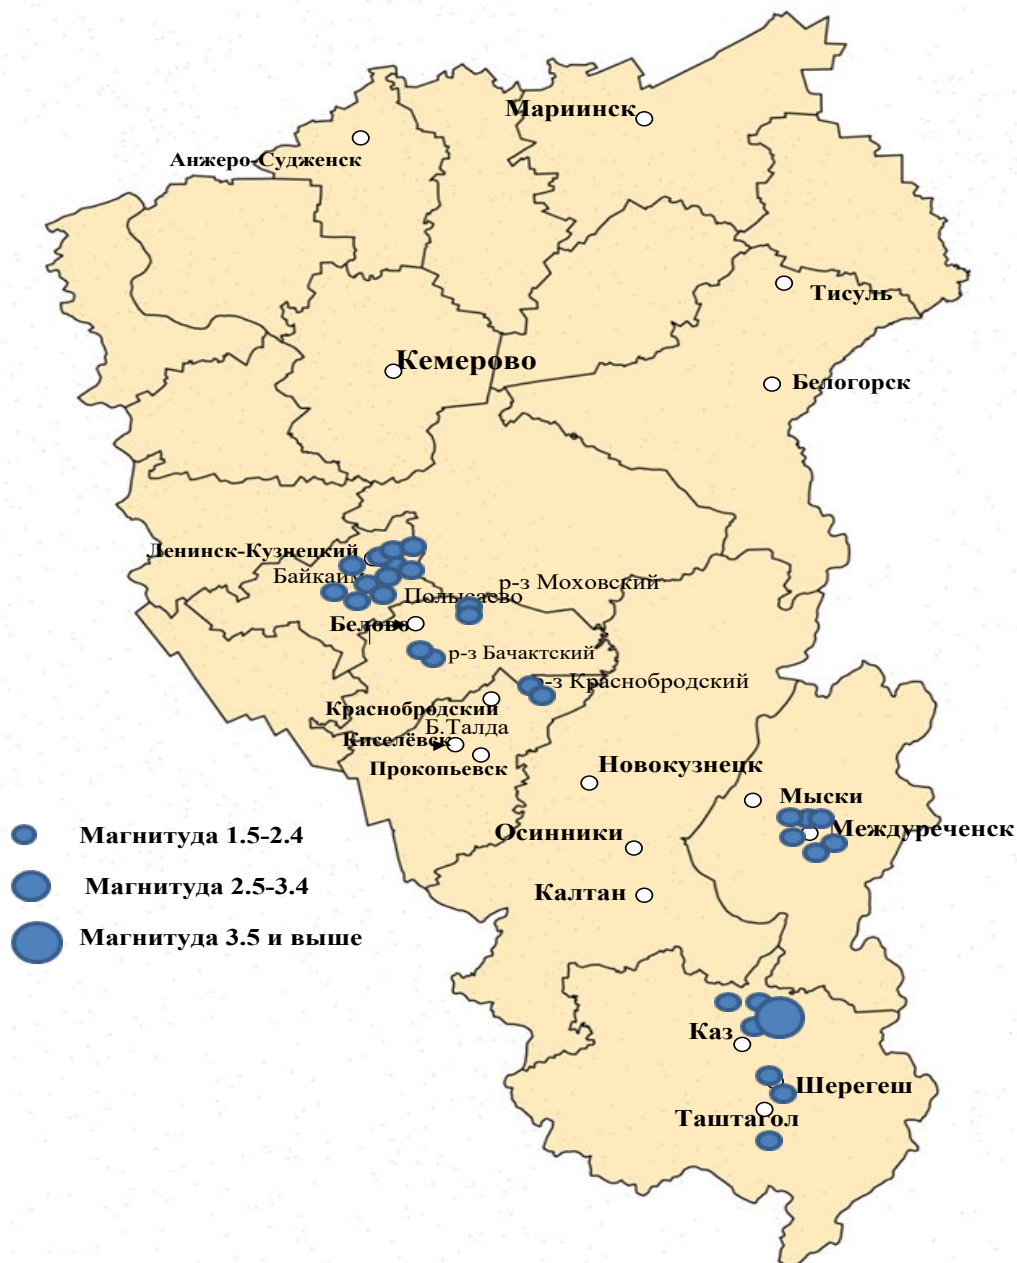 Мариинск
Анжеро-Судженск
Тисуль
Кемерово
Белогорск
Ленинск-Кузнецкий
Байкаим
р-з Моховский
Полысаево
Белово
р-з Бачактский
р-з Краснобродский
Краснобродский
Б.Талда
Киселёвск
Прокопьевск
Новокузнецк
Мыски
Междуреченск
Осинники
Магнитуда 1.5-2.4
Магнитуда 2.5-3.4
Калтан
Магнитуда 3.5 и выше
Каз
Шерегеш
Таштагол